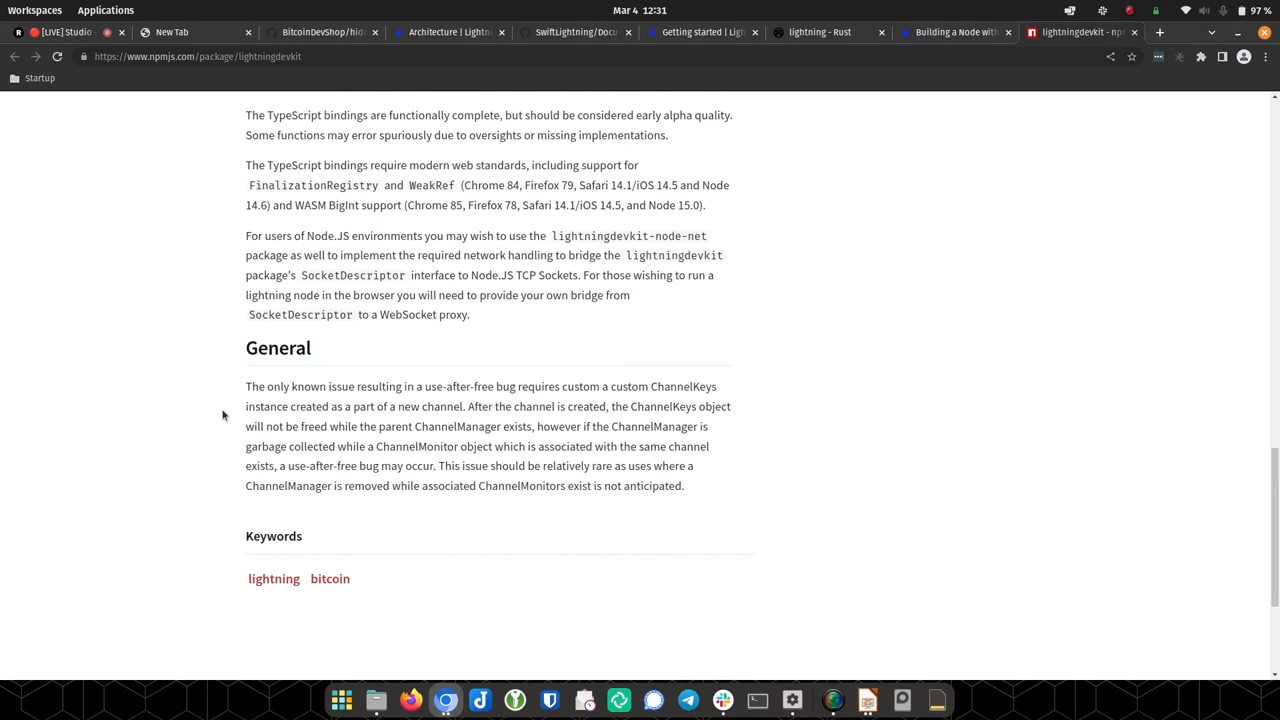 Workspaces Applications Mar 4 12:31 97 %
[LIVE] Studio - New Tab BitcoinDevShop/hid Architecture | Lightni SwiftLightning/Docu Getting started | Ligh lightning - Rust Building a Node with lightningdevkit - np
https://www.npmjs.com/package/lightningdevkit
Startup
The TypeScript bindings are functionally complete, but should be considered early alpha quality.
Some functions may error spuriously due to oversights or missing implementations.
The TypeScript bindings require modern web standards, including support for
FinalizationRegistry and WeakRef (Chrome 84, Firefox 79, Safari 14.1/iOS 14.5 and Node
14.6) and WASM BigInt support (Chrome 85, Firefox 78, Safari 14.1/iOS 14.5, and Node 15.0).
For users of Node.JS environments you may wish to use the lightningdevkit-node-net
package as well to implement the required network handling to bridge the lightningdevkit
package's SocketDescriptor interface to Node.JS TCP Sockets. For those wishing to run a
lightning node in the browser you will need to provide your own bridge from
SocketDescriptor to a WebSocket proxy.
General
The only known issue resulting in a use-after-free bug requires custom a custom ChannelKeys
instance created as a part of a new channel. After the channel is created, the ChannelKeys object
will not be freed while the parent ChannelManager exists, however if the ChannelManager is
garbage collected while a ChannelMonitor object which is associated with the same channel
exists, a use-after-free bug may occur. This issue should be relatively rare as uses where a
ChannelManager is removed while associated ChannelMonitors exist is not anticipated.
Keywords
lightning bitcoin